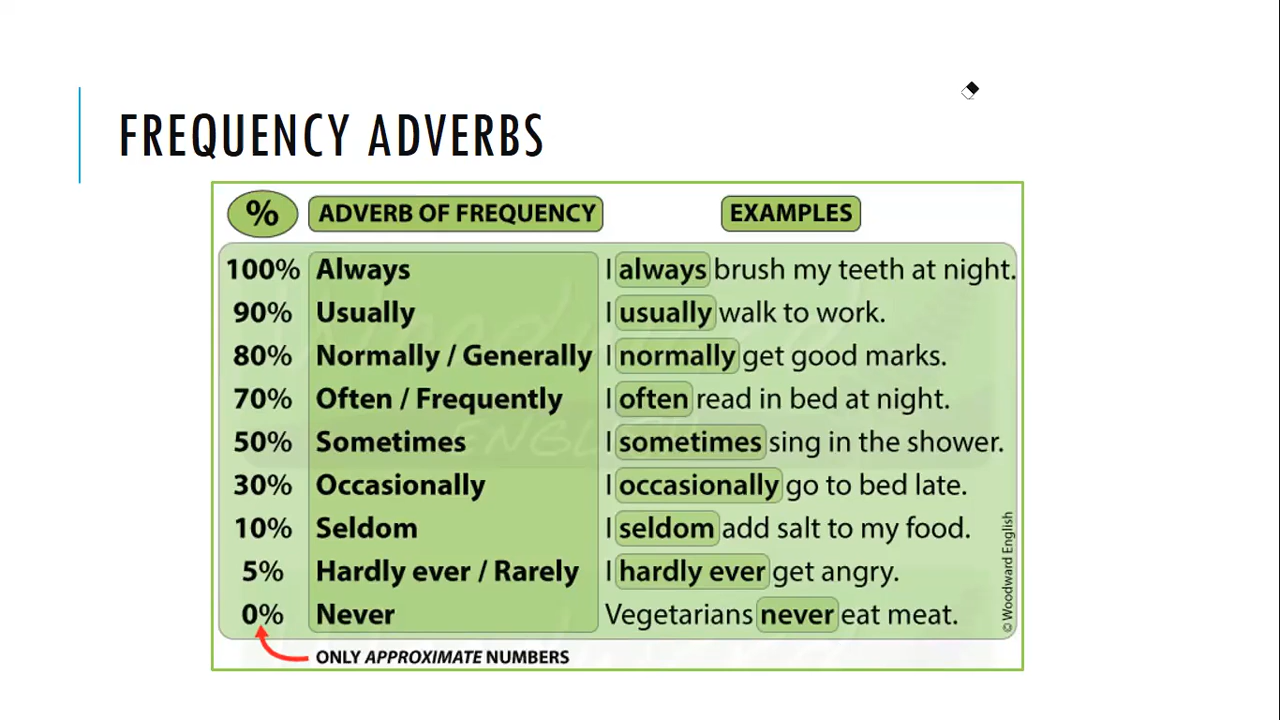 FREQUENCY ADVERBS
% ADVERB OF FREQUENCY EXAMPLES
100% Always I always brush my teeth at night.
90% Usually I usually walk to work.
80% Normally / Generally I normally get good marks.
70% Often / Frequently I often read in bed at night.
50% Sometimes I sometimes sing in the shower.
30% Occasionally I occasionally go to bed late.
10% Seldom I seldom add salt to my food.
5% Hardly ever / Rarely I hardly ever get angry.
0% Never Vegetarians never eat meat.
ONLY APPROXIMATE NUMBERS
© Woodward English